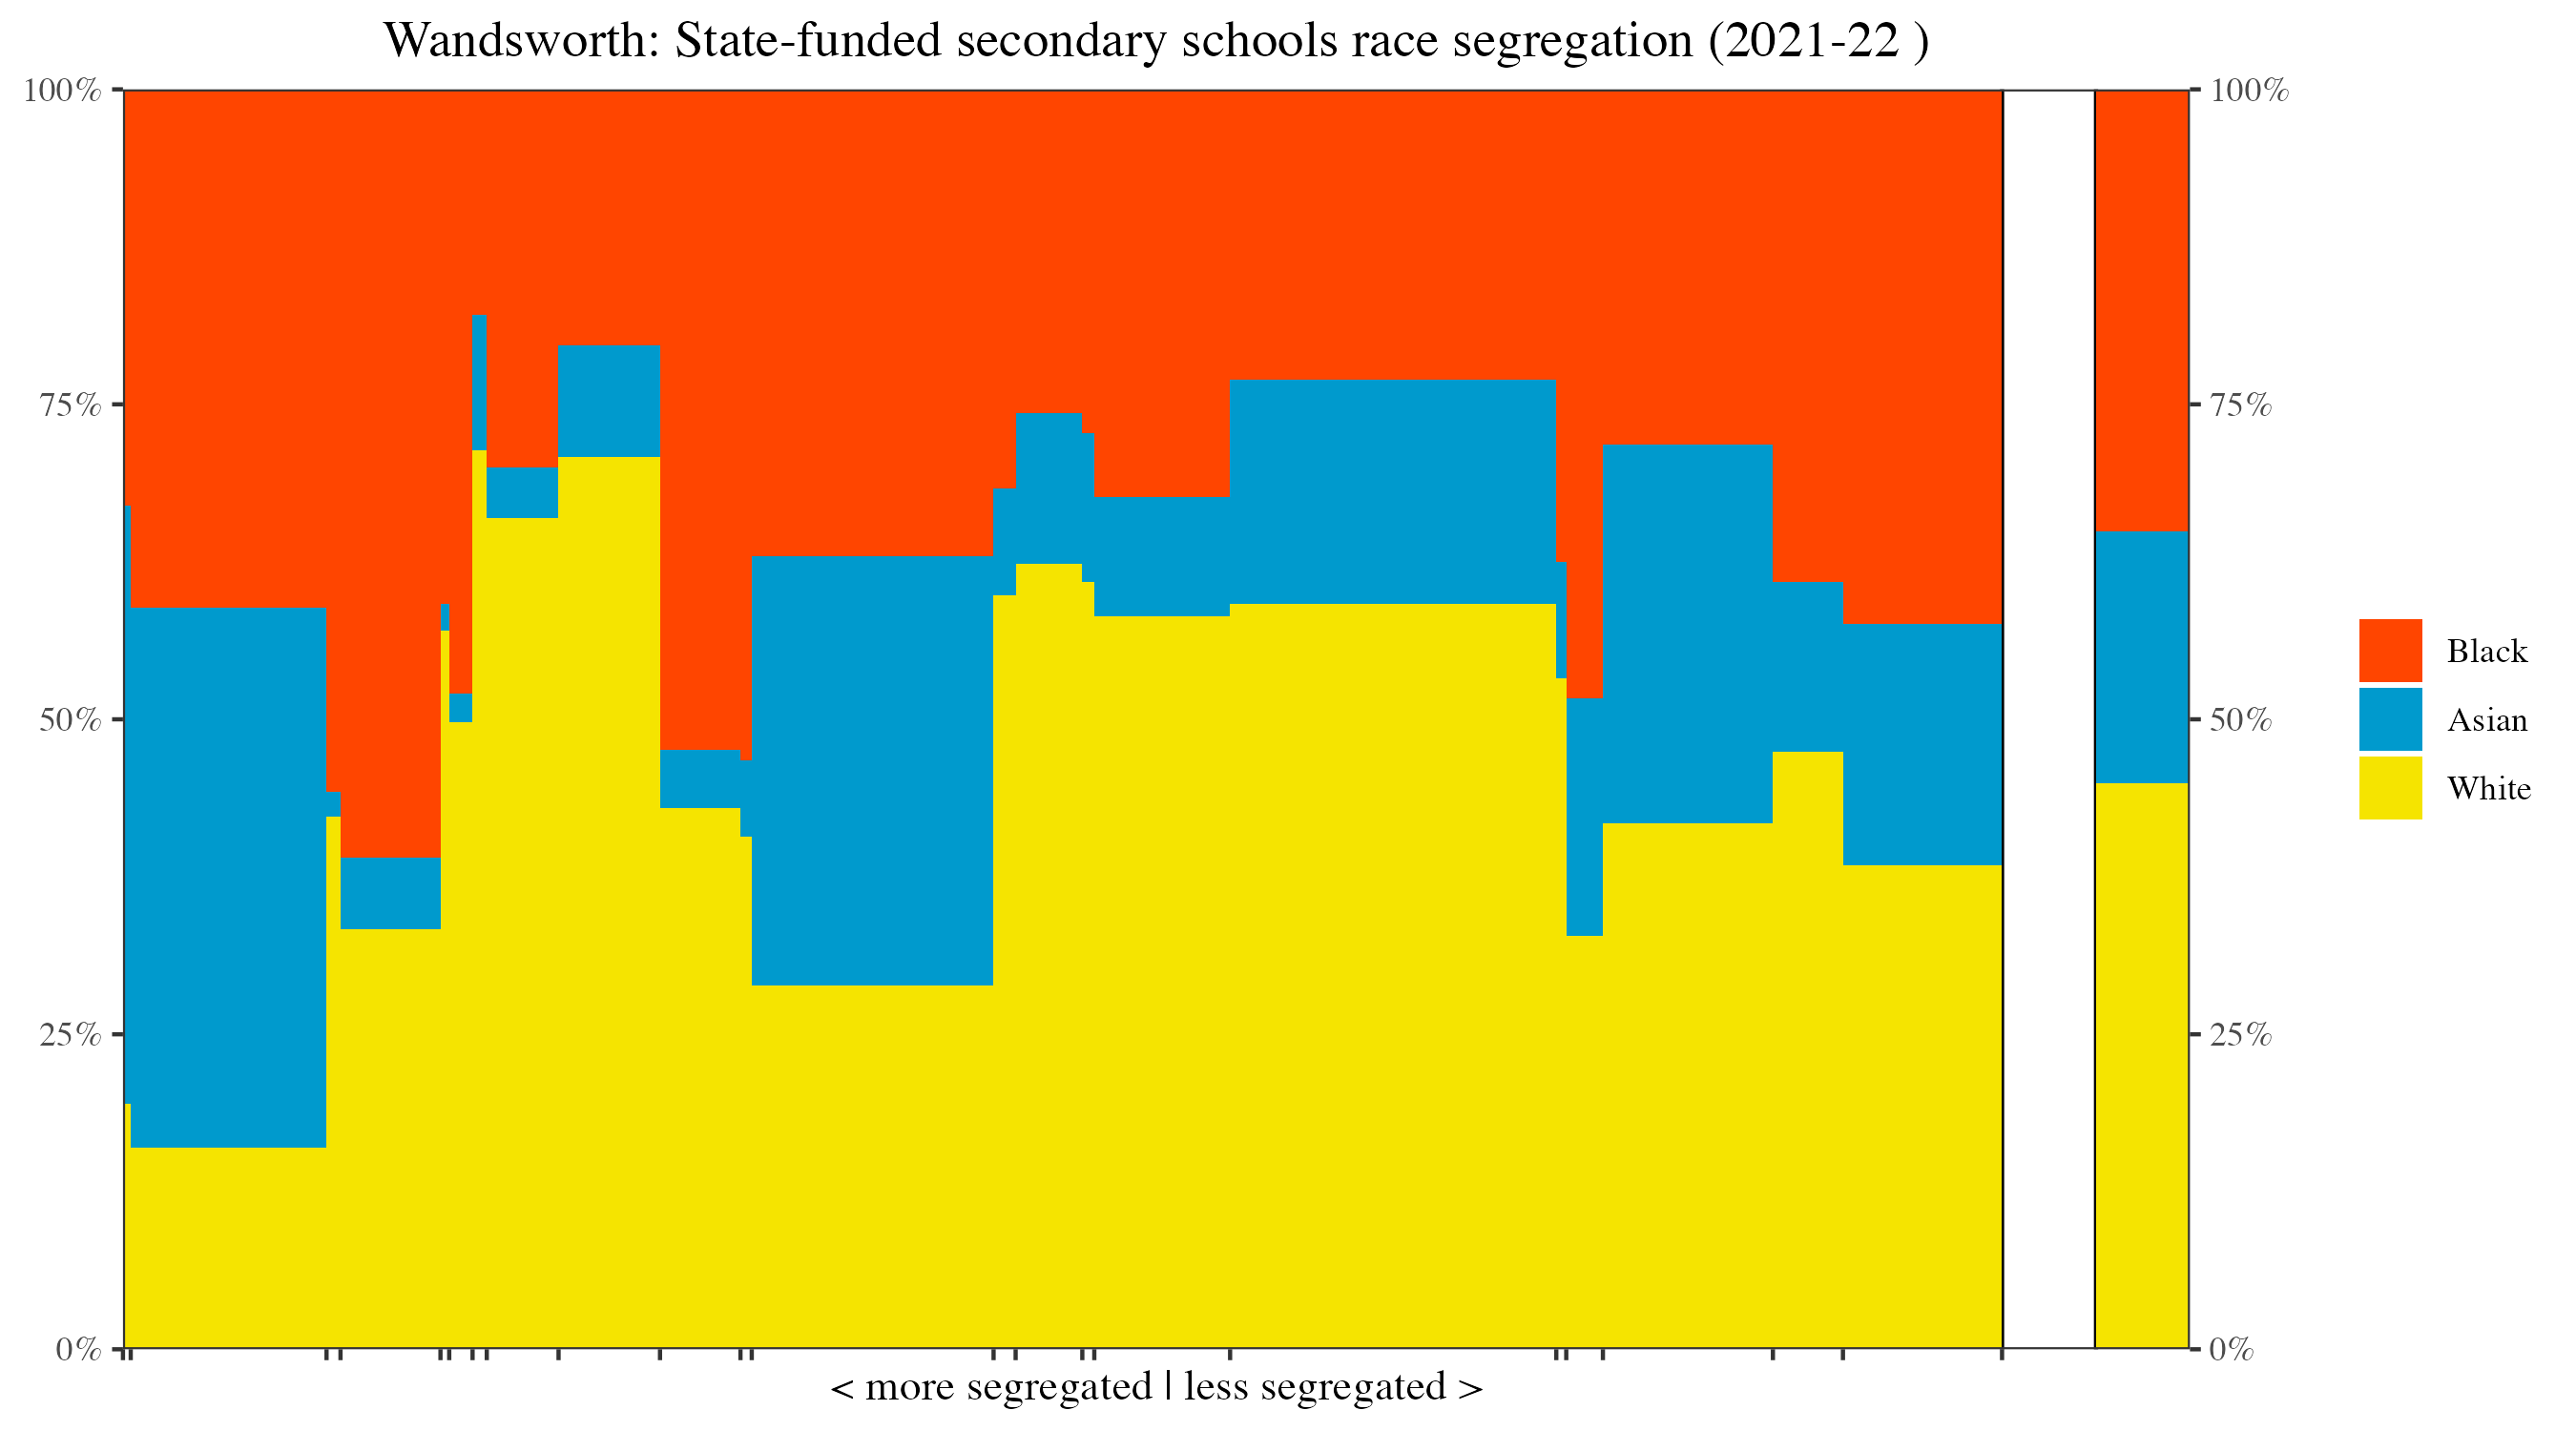 Wandsworth: State-funded secondary schools race segregation (2021-22 )
100%
75%
50%
25%
0%
100%
75%
50%
25%
0%
Black
Asian
White
< more segregated | less segregated >